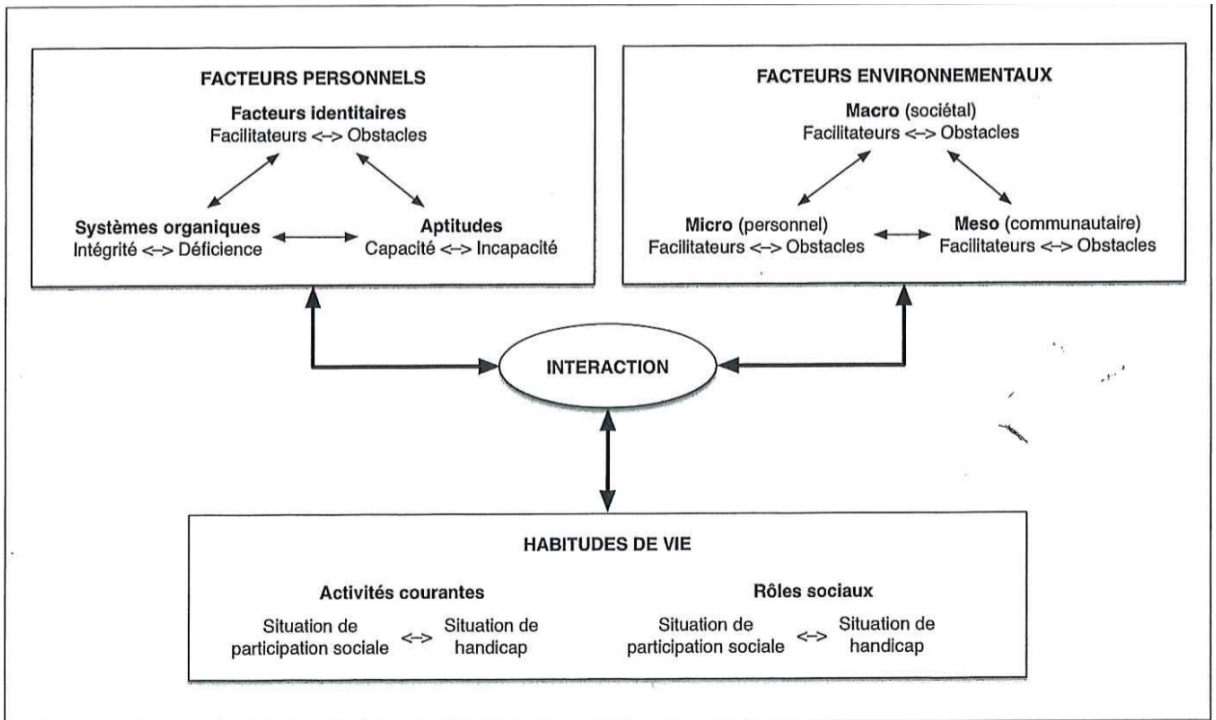 FACTEURS PERSONNELS
Facteurs identitaires
Facilitateurs <-> Obstacles
Systèmes organiques
Intégrité <-> Déficience
Aptitudes
Capacité <-> Incapacité
FACTEURS ENVIRONNEMENTAUX
Macro (sociétal)
Facilitateurs <-> Obstacles
Micro (personnel)
Facilitateurs <-> Obstacles
Meso (communautaire)
Facilitateurs <-> Obstacles
INTERACTION
HABITUDES DE VIE
Activités courantes
Situation de
participation sociale
<->
Situation de
handicap
Rôles sociaux
Situation de
participation sociale
<->
Situation de
handicap